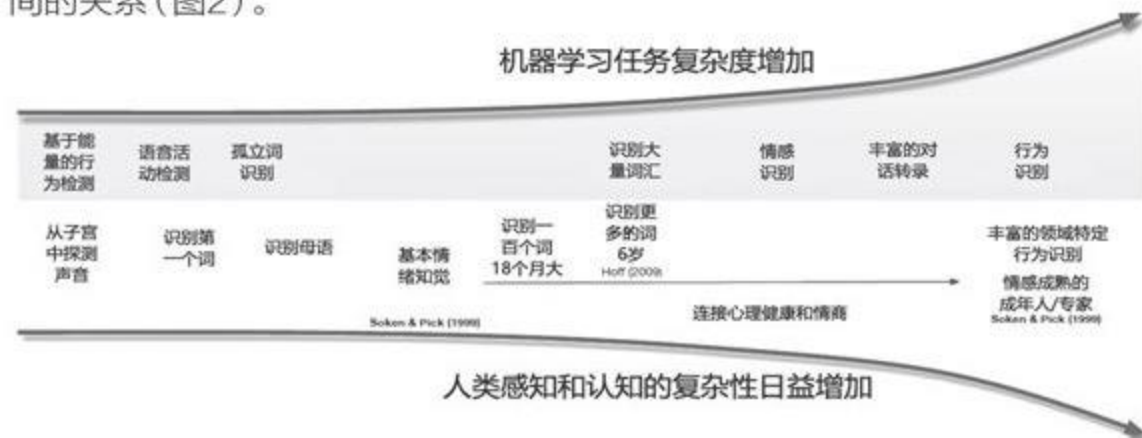 间的关系(图2)。
机器学习任务复杂度增加
基于能
量的行
为检测
语音活
动检测
孤立词
识别
识别大
量词汇
情感
识别
丰富的对
话转录
行为
识别
从子宫
中探测
声音
识别第
一个词
识别母语
基本情
绪知觉
Soken & Pick (1999)
识别一
百个词
18个月大
识别更
多的词
6岁
Hoff (2009)
连接心理健康和情商
丰富的领域特定
行为识别
情感成熟的
成年人/专家
Soken & Pick (1999)
人类感知和认知的复杂性日益增加